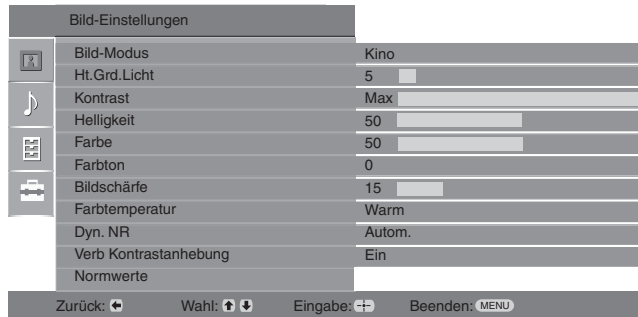 Bild-Einstellungen
Bild-Modus Kino
Ht.Grd.Licht 5
Kontrast Max
Helligkeit 50
Farbe 50
Farbton 0
Bildschärfe 15
Farbtemperatur Warm
Dyn. NR Autom.
Verb Kontrastanhebung Ein
Normwerte
Zurück: Wahl: Eingabe: Beenden: MENU